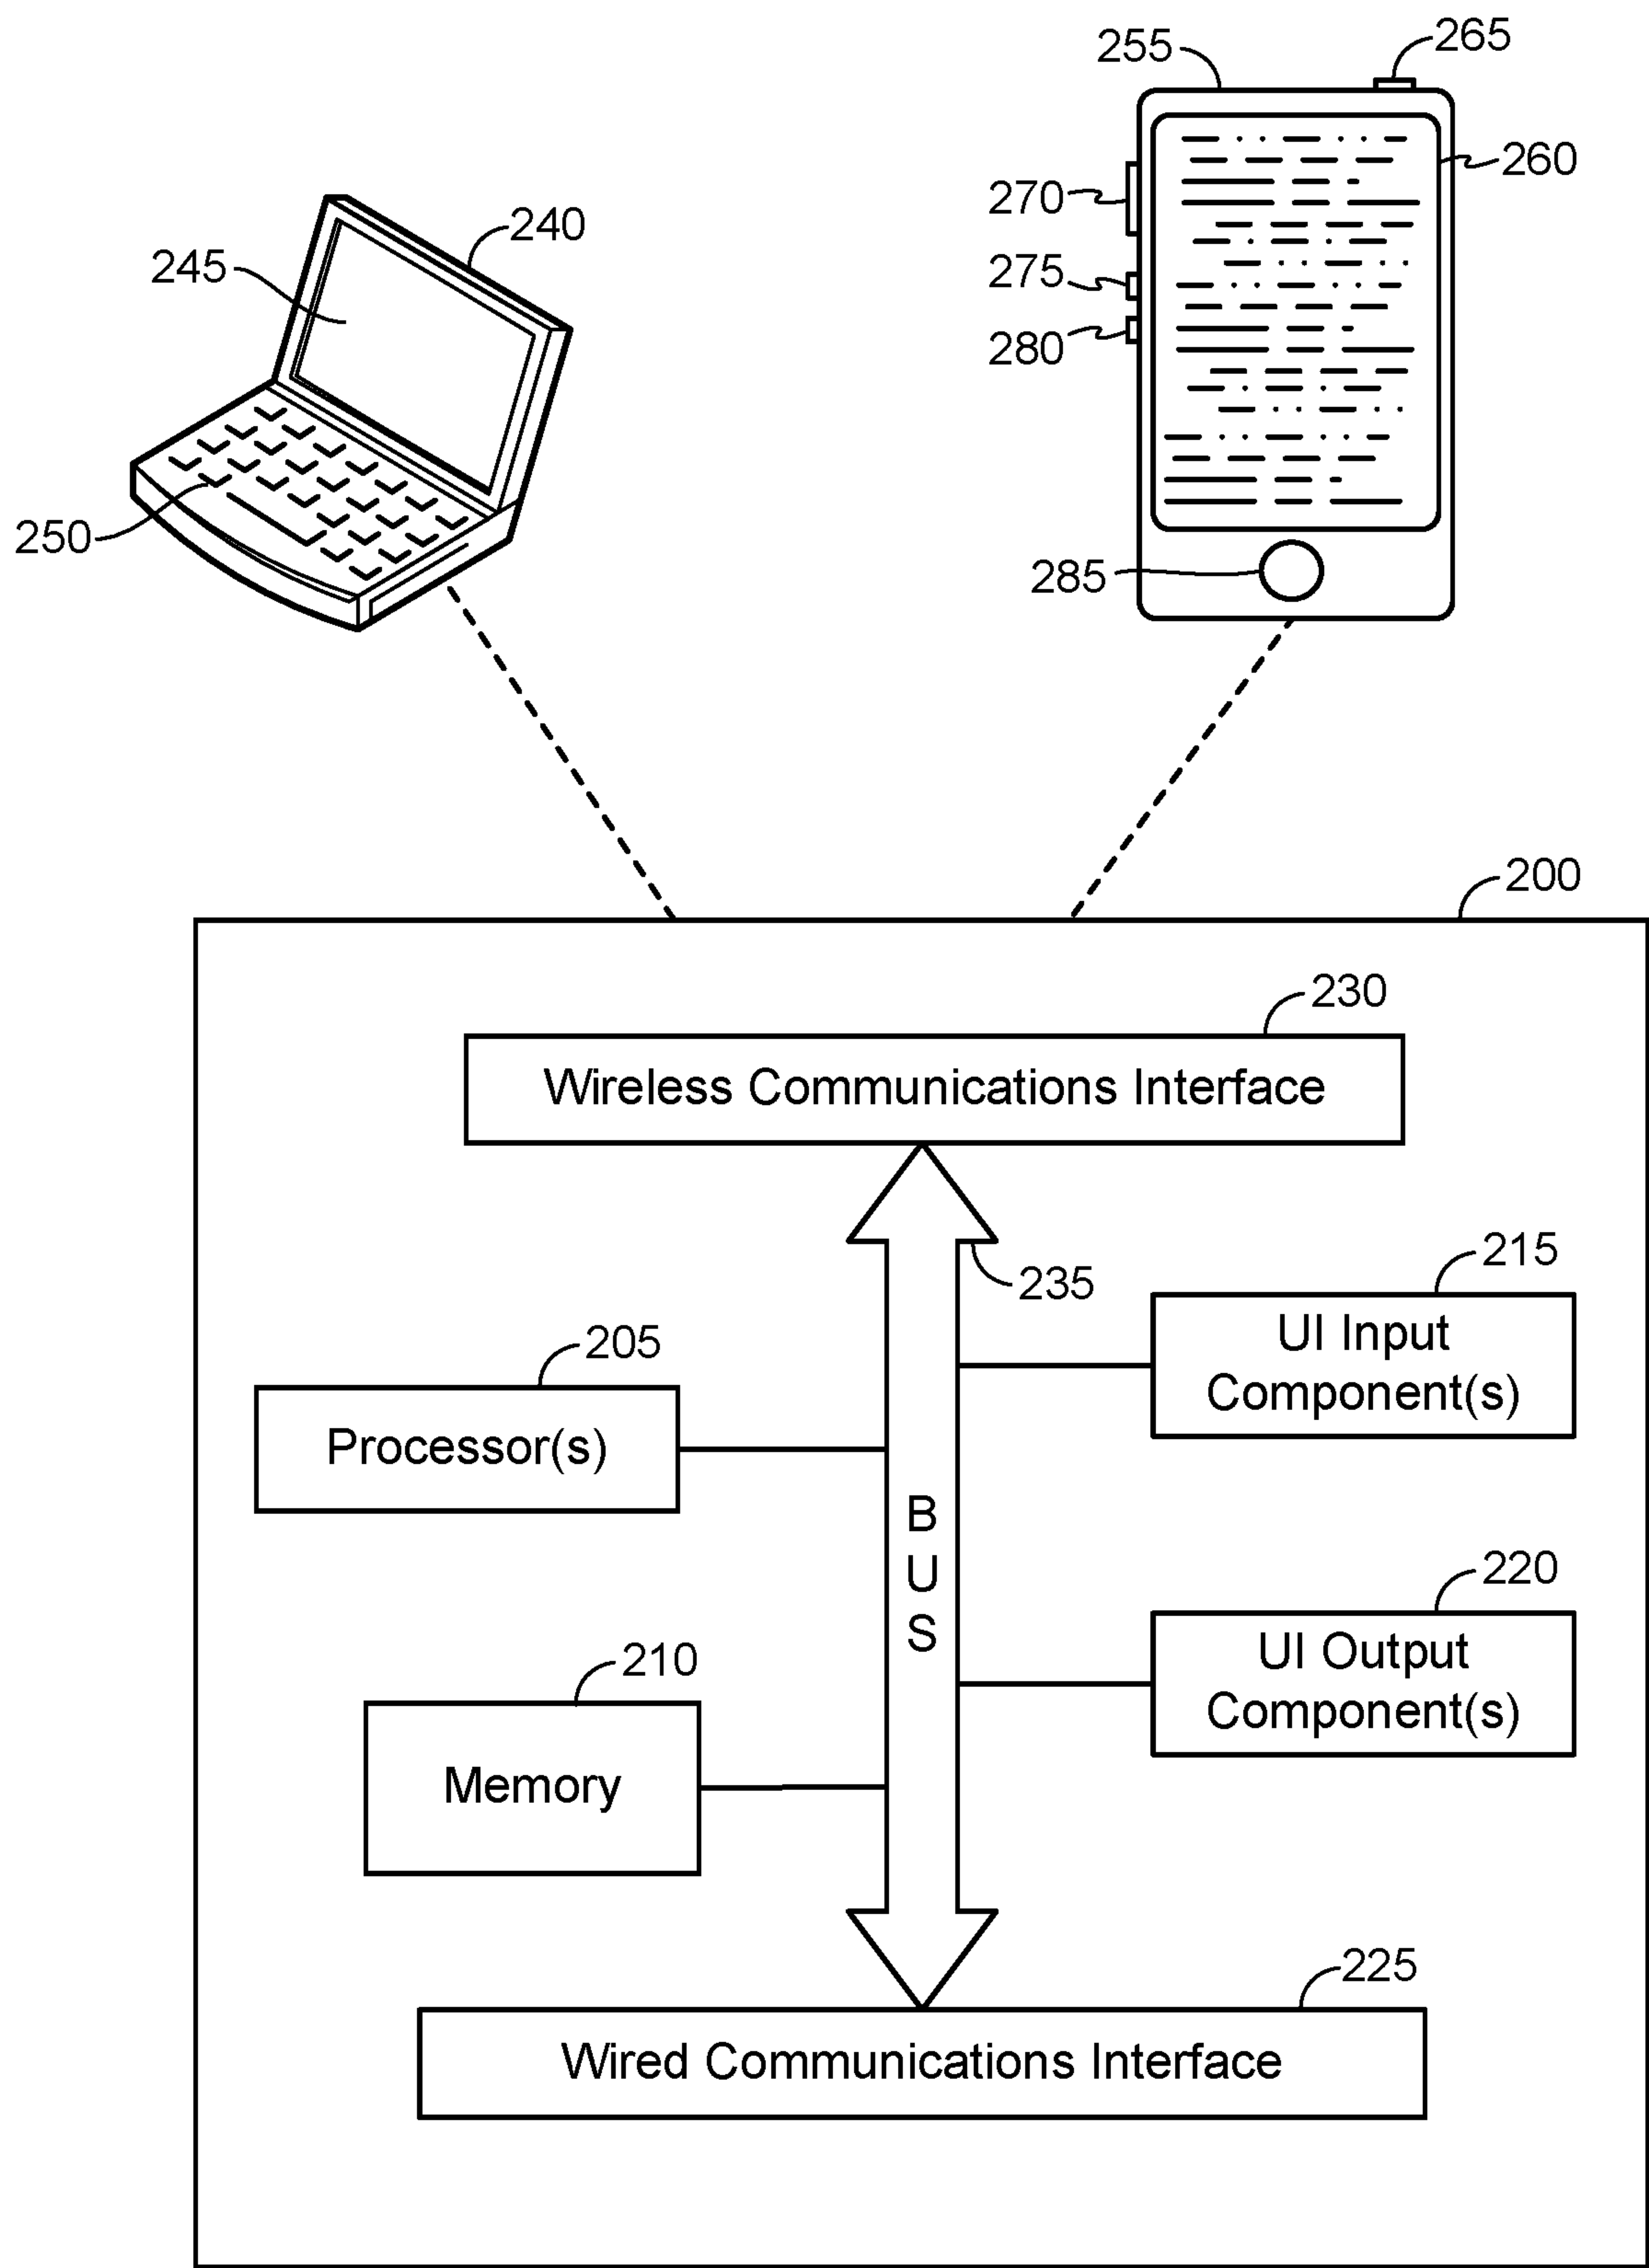 265
255
260
270
240
245
275
280
250
285
200
230
Wireless Communications Interface
215
235
UI Input
Component(s)
205
Processor(s)
B
U
S
220
UI Output
Component(s)
210
Memory
225
Wired Communications Interface